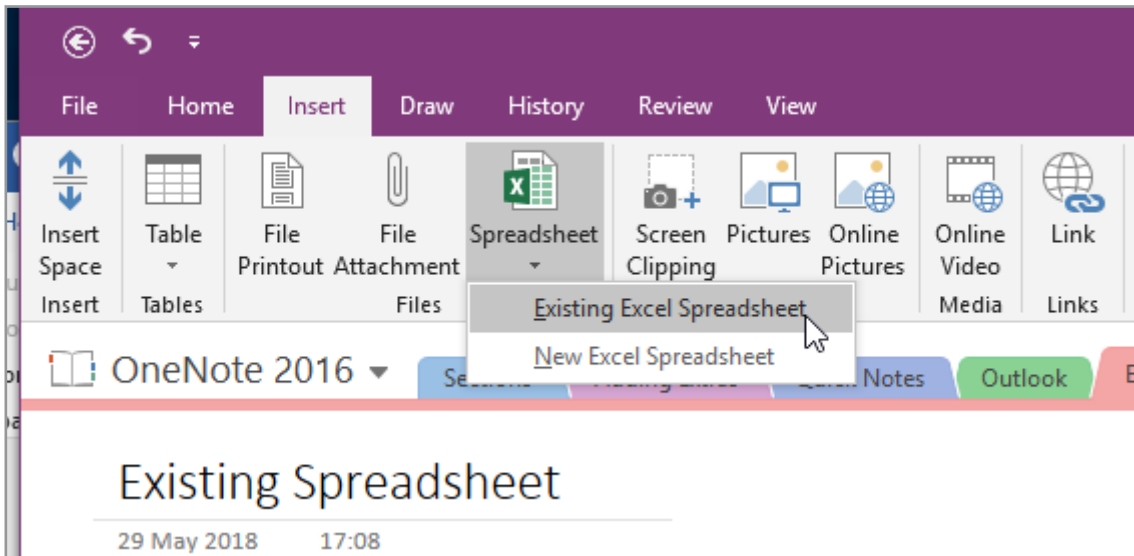 File Home Insert Draw History Review View
Insert Table File File Spreadsheet Screen Pictures Online Online Link
Space Printout Attachment Clipping Pictures Video
Insert Tables Files Media Links
Existing Excel Spreadsheet
New Excel Spreadsheet
OneNote 2016 Notes Outlook
Existing Spreadsheet
29 May 2018 17:08